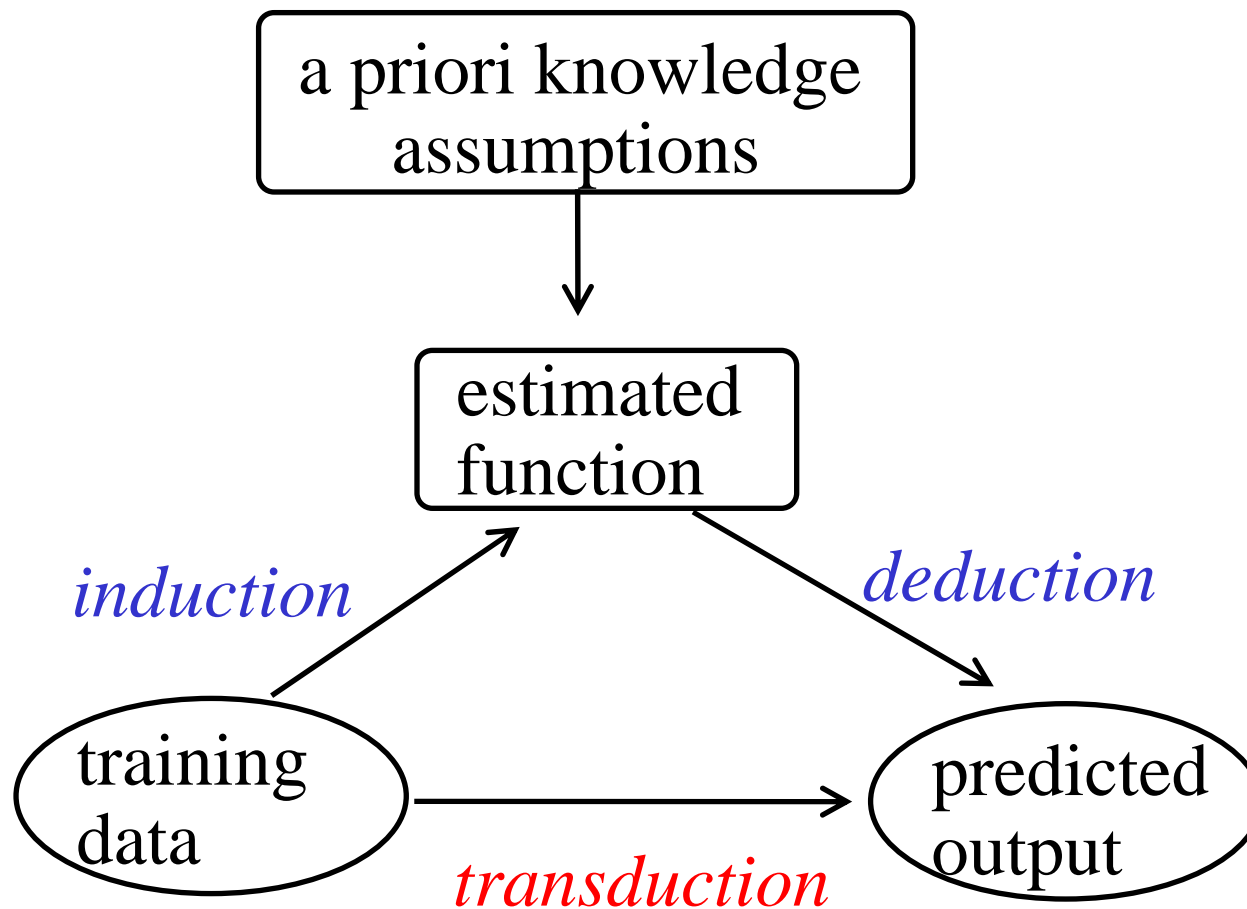 a priori knowledge
assumptions
estimated
function
induction
deduction
training
data
predicted
output
transduction